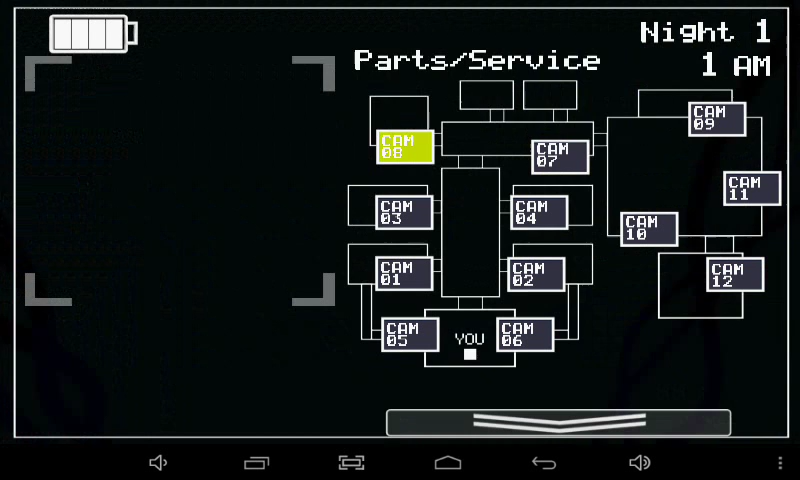 Night 1
1 AM
Parts/Service
CAM
09
CAM
08
CAM
07
CAM
11
CAM
03
CAM
04
CAM
10
CAM
01
CAM
02
CAM
12
CAM
05
YOU
CAM
06